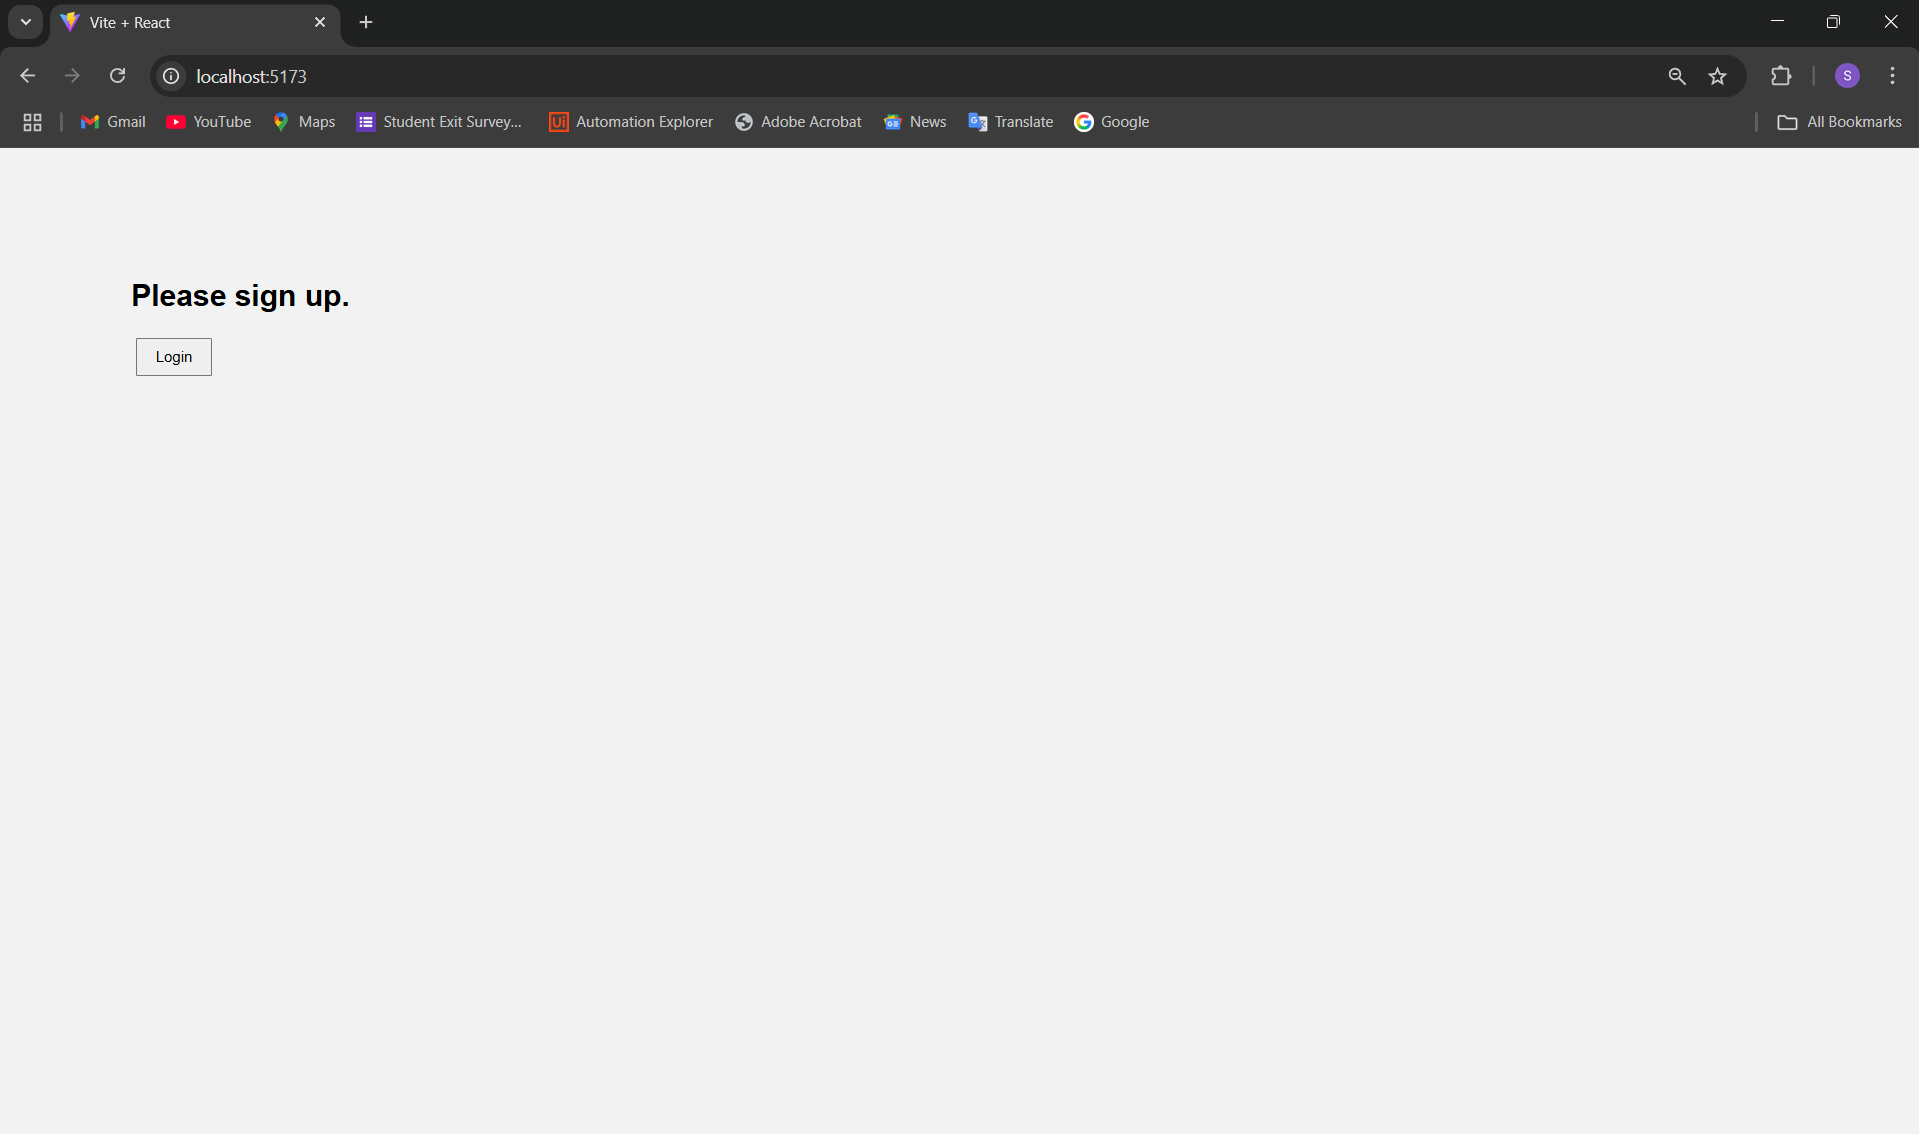 Vite + React
localhost:5173
S
Gmail YouTube Maps Student Exit Survey... Ui Automation Explorer Adobe Acrobat News Translate Google All Bookmarks
Please sign up.
Login